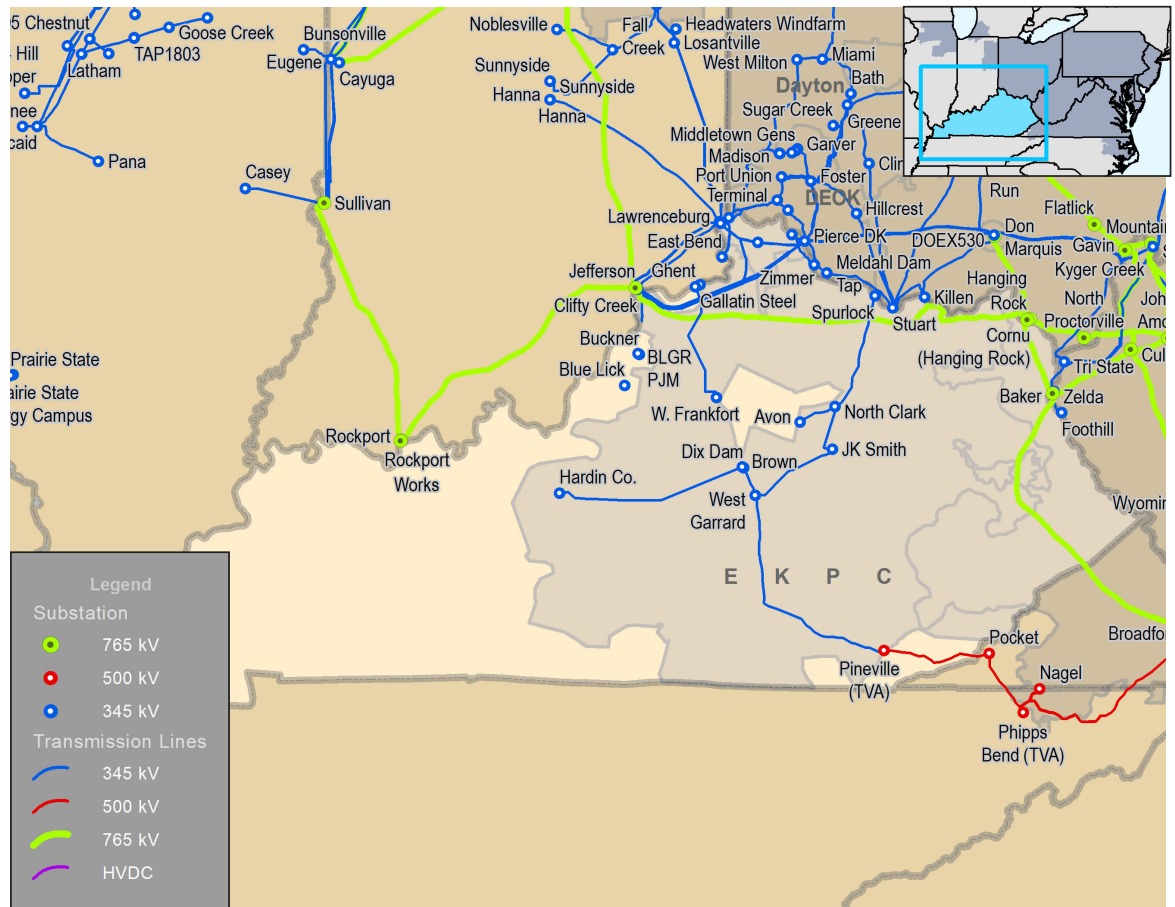 95 Chestnut
Goose Creek
Hill
TAP1803
Latham
Pana
Bunsonville
Eugene
Cayuga
Casey
Sullivan
Noblesville
Fall
Creek
Sunnyside
Sunnyside
Hanna
Hanna
Headwaters Windfarm
Losantville
West Milton
Miami
Dayton
Bath
Sugar Creek
Greene
Middletown Gens
Garver
Madison
Port Union
Foster
Terminal
DEOK
Hillcrest
Lawrenceburg
East Bend
Pierce DK
DOEX530
Run
Don
Marquis
Flatlick
Mountain
Gavin
Kyger Creek
Jefferson
Ghent
Zimmer
Meldahl Dam
Tap
Hanging
Rock
North
Proctorville
Clifty Creek
Gallatin Steel
Spurlock
Killen
Stuart
Cornu
(Hanging Rock)
Tri State
Buckner
BLGR
PJM
Blue Lick
Prairie State
Baker
Zelda
Foothill
W. Frankfort
Avon
North Clark
Rockport
Rockport
Works
Dix Dam
Brown
JK Smith
Hardin Co.
West
Garrard
E K P C
Pineville
(TVA)
Pocket
Nagel
Phipps
Bend (TVA)
Legend
Substation
765 kV
500 kV
345 kV
Transmission Lines
345 kV
500 kV
765 kV
HVDC